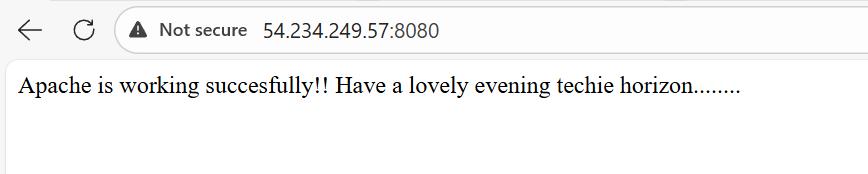 Not secure 54.234.249.57:8080
Apache is working succesfully!! Have a lovely evening techie horizon........